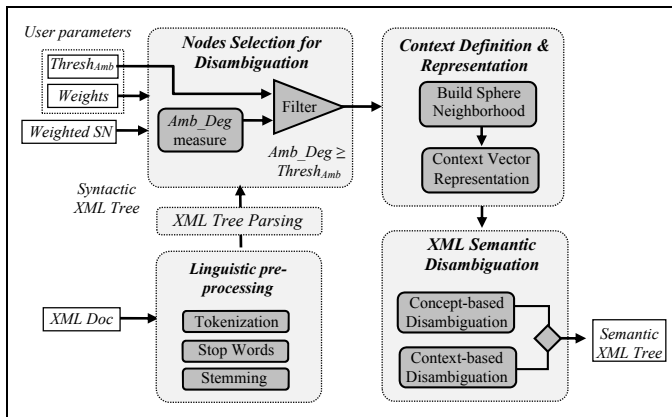 User parameters
Thresh_Amb
Weights
Weighted SN
Nodes Selection for
Disambiguation
Amb_Deg
measure
Filter
Amb_Deg ≥
Thresh_Amb
Context Definition &
Representation
Build Sphere
Neighborhood
Context Vector
Representation
Syntactic
XML Tree
XML Tree Parsing
Linguistic pre-
processing
XML Doc
Tokenization
Stop Words
Stemming
XML Semantic
Disambiguation
Concept-based
Disambiguation
Context-based
Disambiguation
Semantic
XML Tree